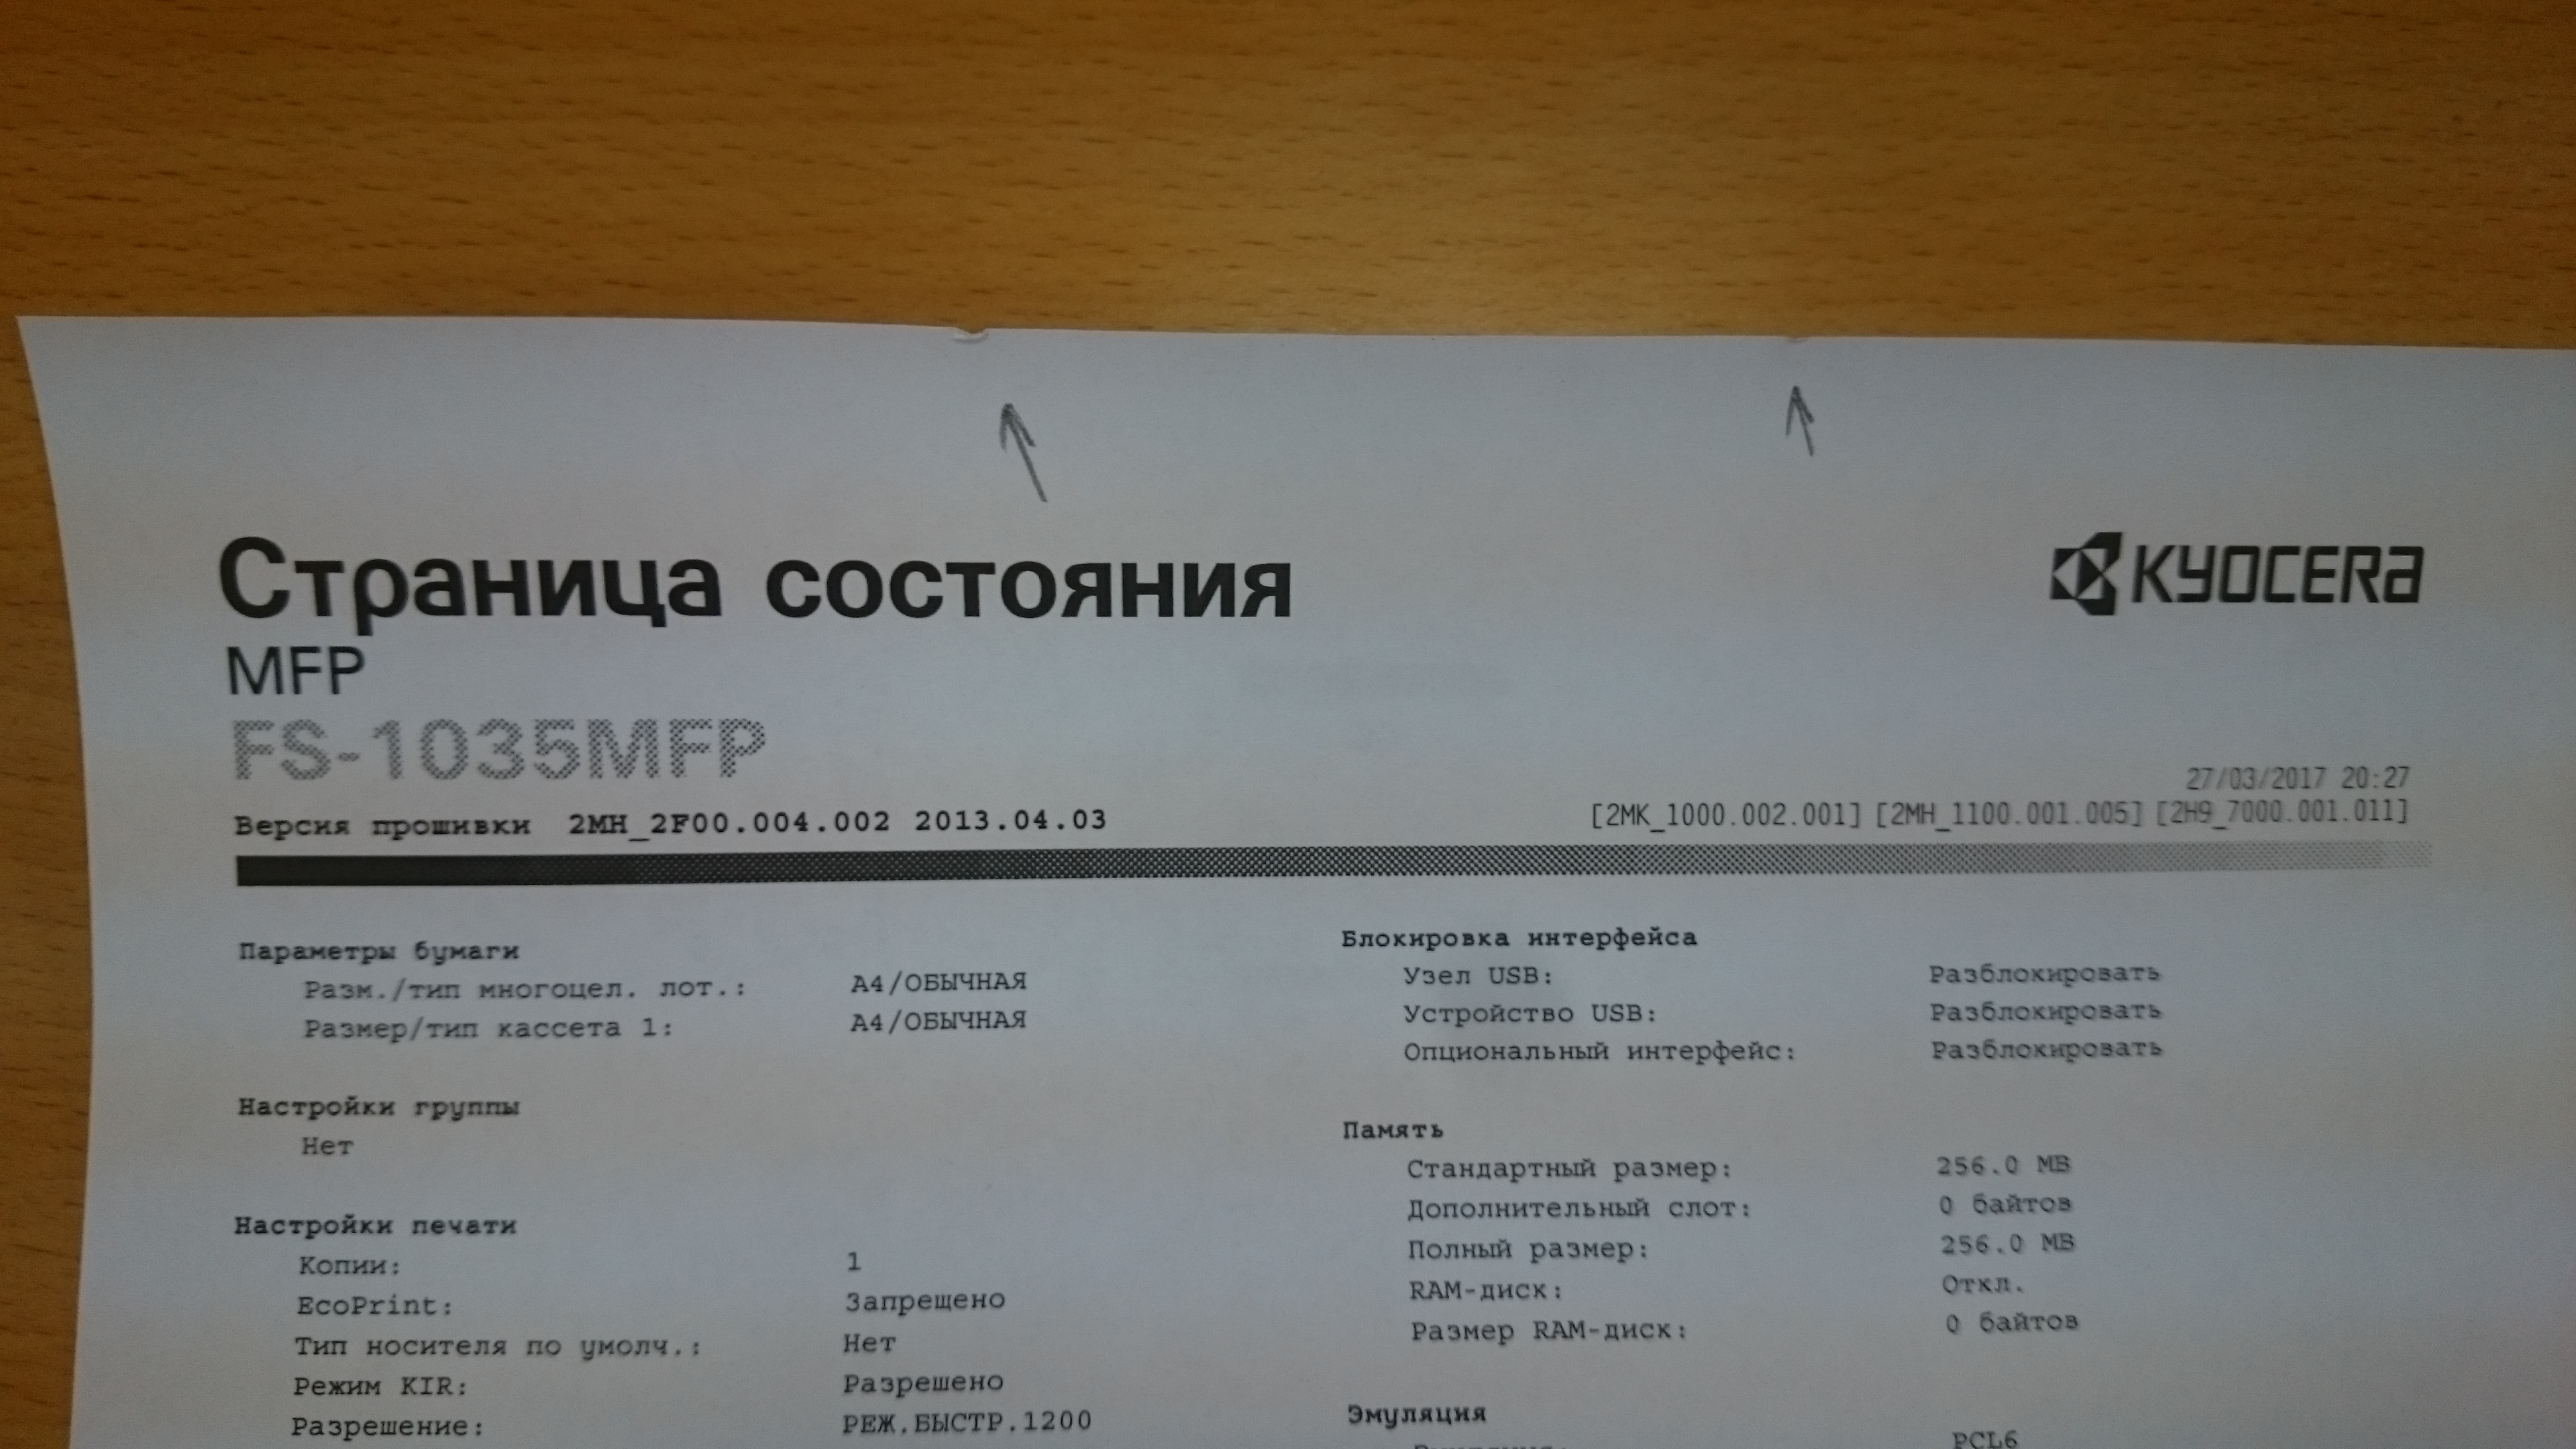 Страница состояния
KYOCERA
MFP
FS-1035MFP
27/03/2017 20:27
Версия прошивки 2MH_2F00.004.002 2013.04.03
[2MK_1000.002.001] [2MH_1100.001.005] [2H9_7000.001.011]
Параметры бумаги
Разм./тип многоцел. лот.: A4/ОБЫЧНАЯ
Размер/тип кассета 1: A4/ОБЫЧНАЯ
Настройки группы
Нет
Настройки печати
Копии: 1
EcoPrint: Запрещено
Тип носителя по умолч.: Нет
Режим KIR: Разрешено
Разрешение: РЕЖ.БЫСТР.1200
Блокировка интерфейса
Узел USB: Разблокировать
Устройство USB: Разблокировать
Опциональный интерфейс: Разблокировать
Память
Стандартный размер: 256.0 MB
Дополнительный слот: 0 байтов
Полный размер: 256.0 MB
RAM-диск: Откл.
Размер RAM-диск: 0 байтов
Эмуляция
PCL6